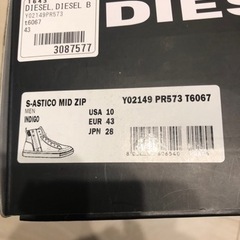 DIESEL, DIESEL B
Y02149PR573
t6067
43
3087577
DIES
S-ASTICO MID ZIP
Y02149 PR573 T6067
MEN
INDIGO
USA 10
EUR 43
JPN 28